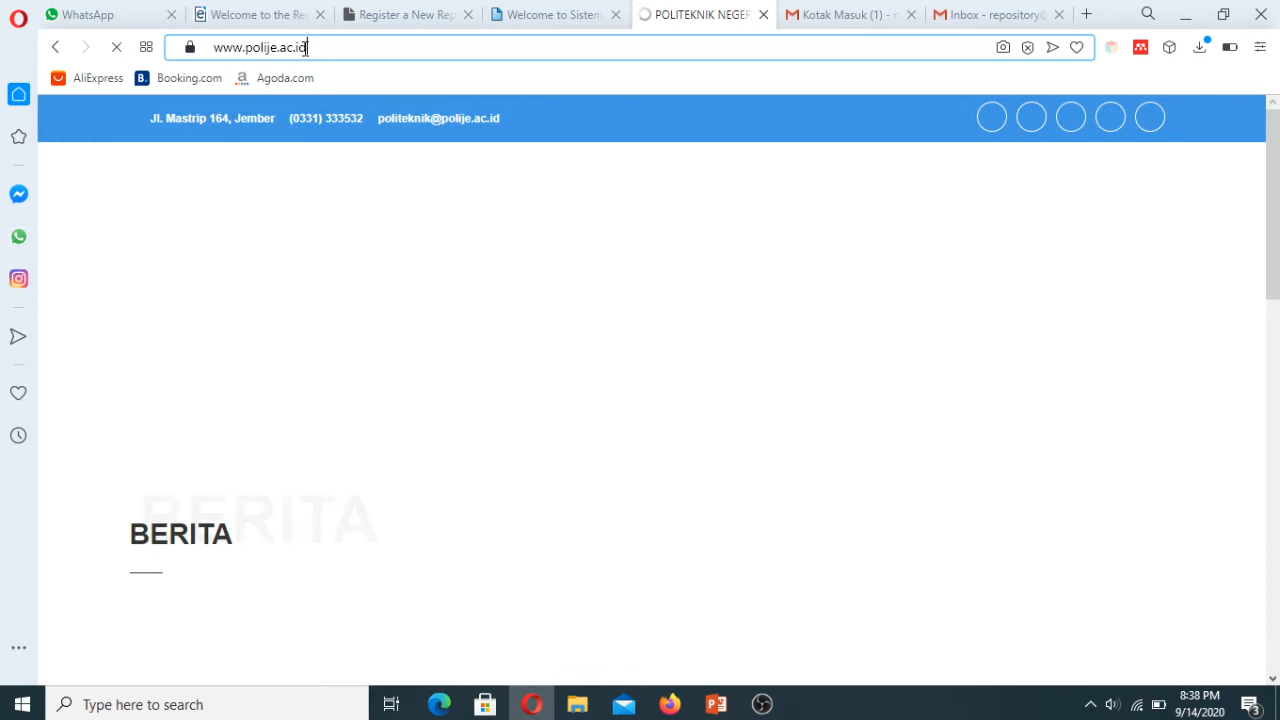 WhatsApp
Welcome to the Re
Register a New Rep
Welcome to Sistem
POLITEKNIK NEGER
Kotak Masuk (1) - n
Inbox - repository@
www.polije.ac.id
AliExpress
Booking.com
Agoda.com
Jl. Mastrip 164, Jember (0331) 333532 politeknik@polije.ac.id
BERITA
BERITA
Type here to search
8:38 PM
9/14/2020
3